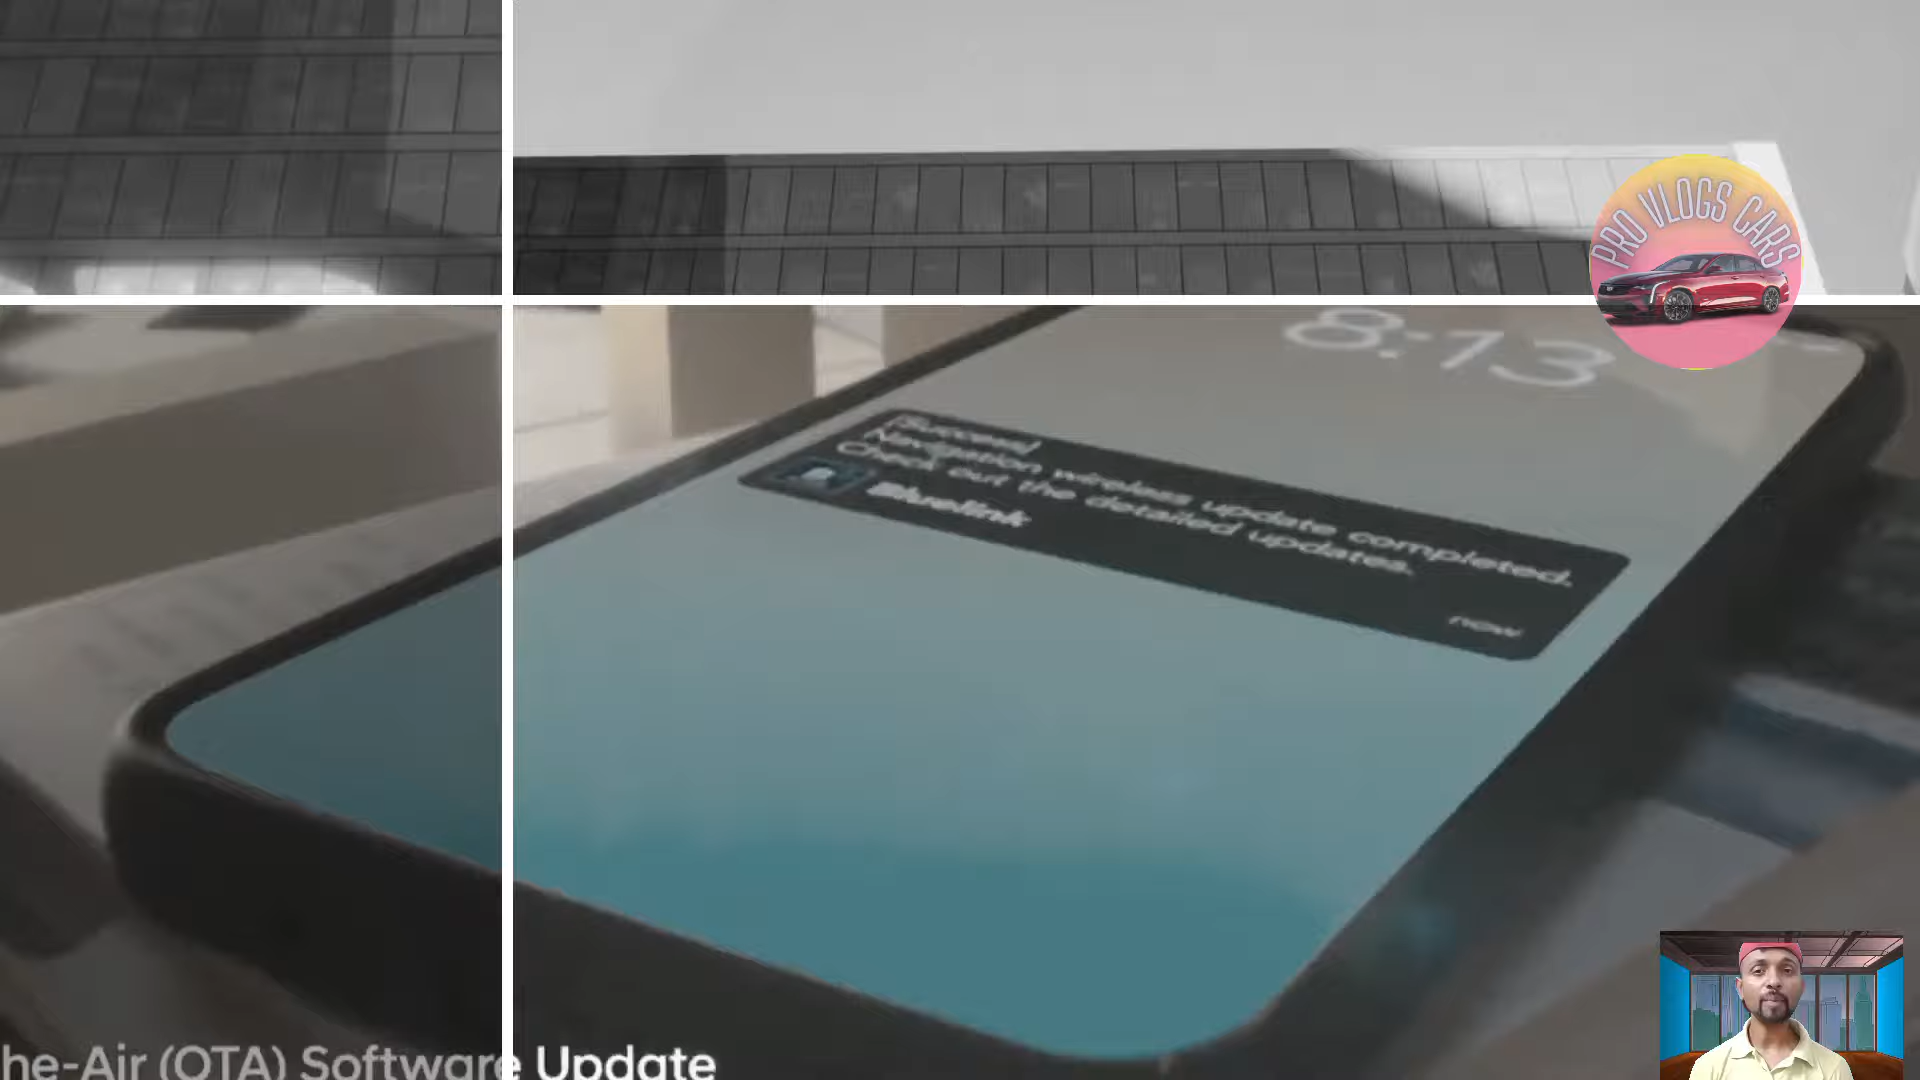 PRO VLOGS CARS
8:13
[Success]
Navigation wireless update completed.
Check out the detailed updates.
Bluelink
now
he-Air (OTA) Software Update